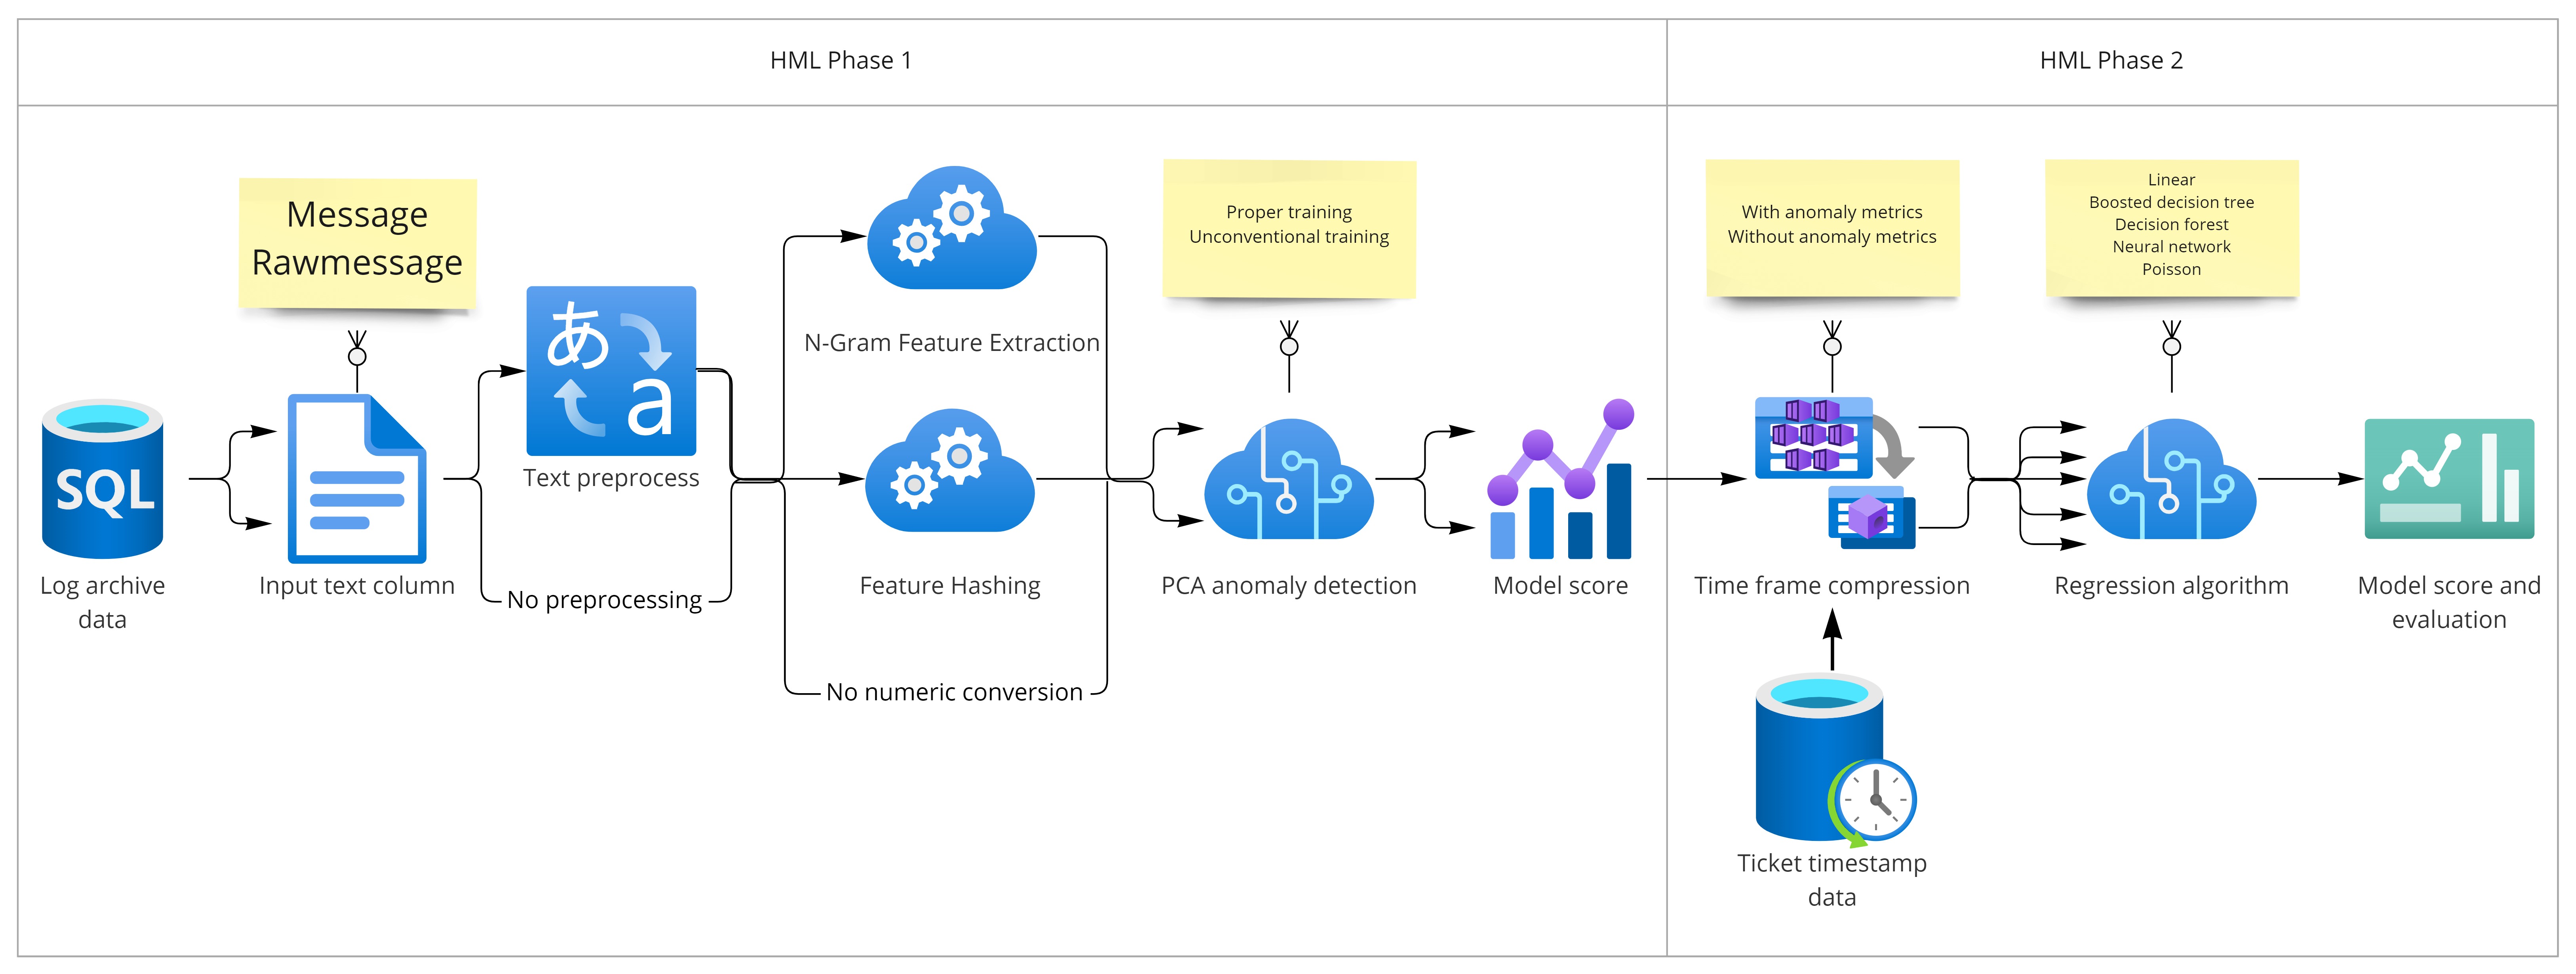 HML Phase 1
HML Phase 2
Message
Rawmessage
Proper training
Unconventional training
With anomaly metrics
Without anomaly metrics
Linear
Boosted decision tree
Decision forest
Neural network
Poisson
あ
a
SQL
N-Gram Feature Extraction
Text preprocess
Log archive
data
Input text column
No preprocessing
Feature Hashing
No numeric conversion
PCA anomaly detection
Model score
Time frame compression
Regression algorithm
Model score and
evaluation
Ticket timestamp
data